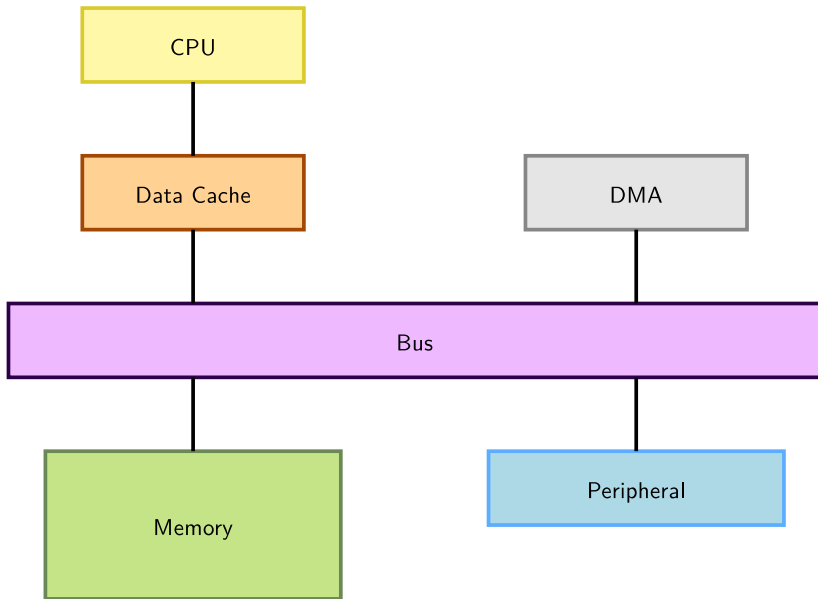 CPU
Data Cache
DMA
Bus
Memory
Peripheral